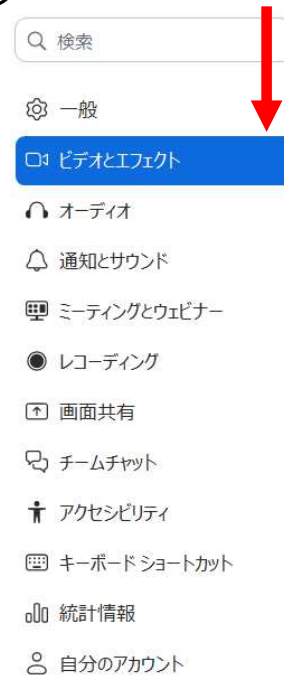 検索
一般
ビデオとエフェクト
オーディオ
通知とサウンド
ミーティングとウェビナー
レコーディング
画面共有
チームチャット
アクセシビリティ
キーボード ショートカット
統計情報
自分のアカウント